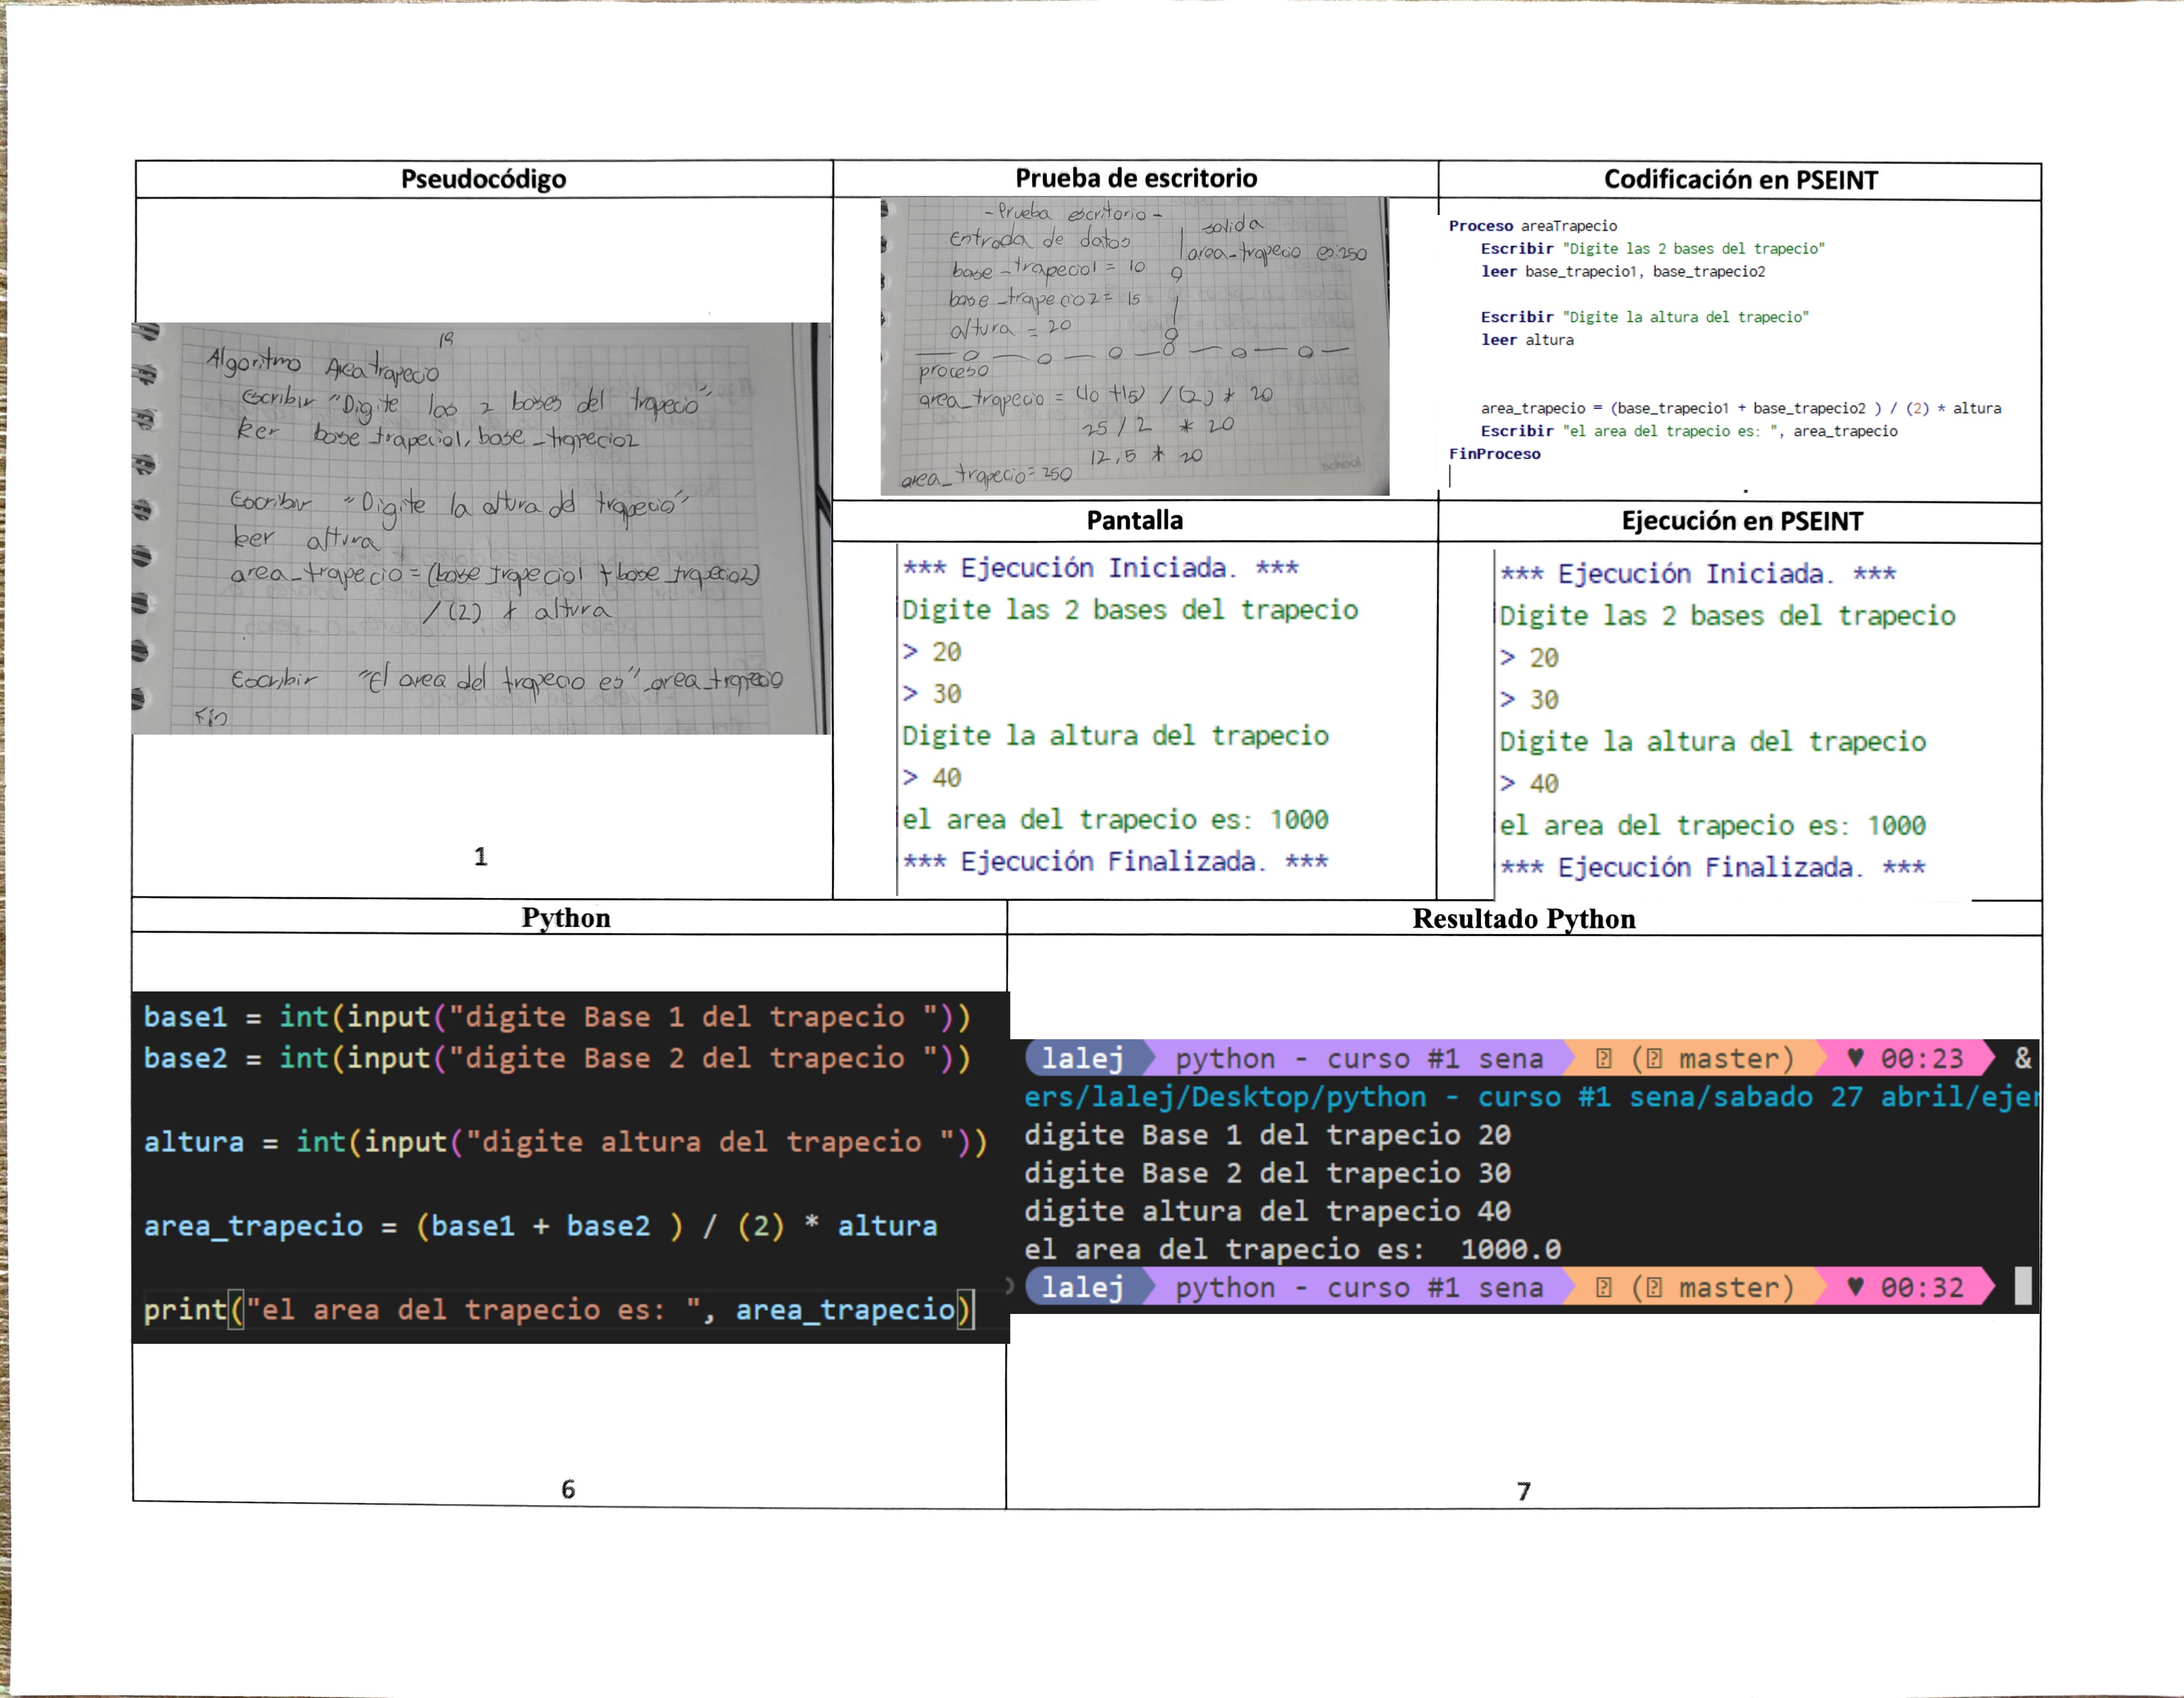 Pseudocódigo
19
Algoritmo Area trapecio
Escribir "Digite las 2 bases del trapecio"
leer base_trapecio1, base_trapecio2
Escribir "Digite la altura del trapecio"
leer altura
area_trapecio = (base_trapecio1 + base_trapecio2)
/ (2) * altura
Escribir "El area del trapecio es", area_trapecio
Fin
1
Prueba de escritorio
- Prueba escritorio -
Entrada de datos
salida
base_trapecio1 = 10
area_trapecio es 250
base_trapecio2 = 15
altura = 20
proceso
area_trapecio = (10 +15) / (2) * 20
25 / 2 * 20
12,5 * 20
area_trapecio = 250
Codificación en PSEINT
Proceso areaTrapecio
Escribir "Digite las 2 bases del trapecio"
leer base_trapecio1, base_trapecio2
Escribir "Digite la altura del trapecio"
leer altura
area_trapecio = (base_trapecio1 + base_trapecio2 ) / (2) * altura
Escribir "el area del trapecio es: ", area_trapecio
FinProceso
Pantalla
*** Ejecución Iniciada. ***
Digite las 2 bases del trapecio
> 20
> 30
Digite la altura del trapecio
> 40
el area del trapecio es: 1000
*** Ejecución Finalizada. ***
Ejecución en PSEINT
*** Ejecución Iniciada. ***
Digite las 2 bases del trapecio
> 20
> 30
Digite la altura del trapecio
> 40
el area del trapecio es: 1000
*** Ejecución Finalizada. ***
Python
base1 = int(input("digite Base 1 del trapecio "))
base2 = int(input("digite Base 2 del trapecio "))
altura = int(input("digite altura del trapecio "))
area_trapecio = (base1 + base2 ) / (2) * altura
print("el area del trapecio es: ", area_trapecio)
6
Resultado Python
lalej python - curso #1 sena ( master) ♥ 00:23 &
ers/lalej/Desktop/python - curso #1 sena/sabado 27 abril/ejer
digite Base 1 del trapecio 20
digite Base 2 del trapecio 30
digite altura del trapecio 40
el area del trapecio es:  1000.0
lalej python - curso #1 sena ( master) ♥ 00:32
7